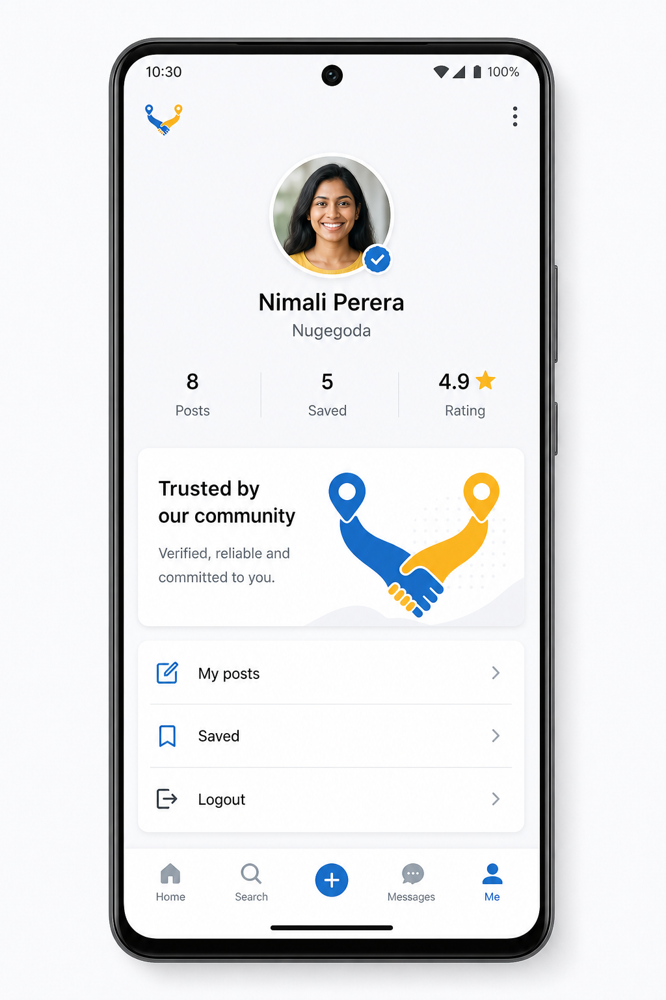 10:30
100%
Nimali Perera
Nugegoda
8
Posts
5
Saved
4.9
Rating
Trusted by
our community
Verified, reliable and
committed to you.
My posts
Saved
Logout
Home
Search
Messages
Me